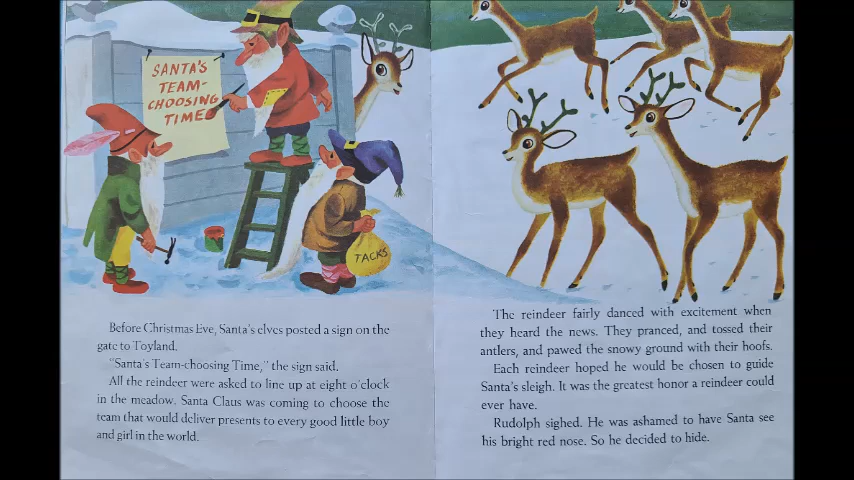 SANTA'S
TEAM-
CHOOSING
TIME
TACKS
Before Christmas Eve, Santa's elves posted a sign on the
gate to Toyland.
"Santa's Team-choosing Time," the sign said.
All the reindeer were asked to line up at eight o'clock
in the meadow. Santa Claus was coming to choose the
team that would deliver presents to every good little boy
and girl in the world.
The reindeer fairly danced with excitement when
they heard the news. They pranced, and tossed their
antlers, and pawed the snowy ground with their hoofs.
Each reindeer hoped he would be chosen to guide
Santa's sleigh. It was the greatest honor a reindeer could
ever have.
Rudolph sighed. He was ashamed to have Santa see
his bright red nose. So he decided to hide.